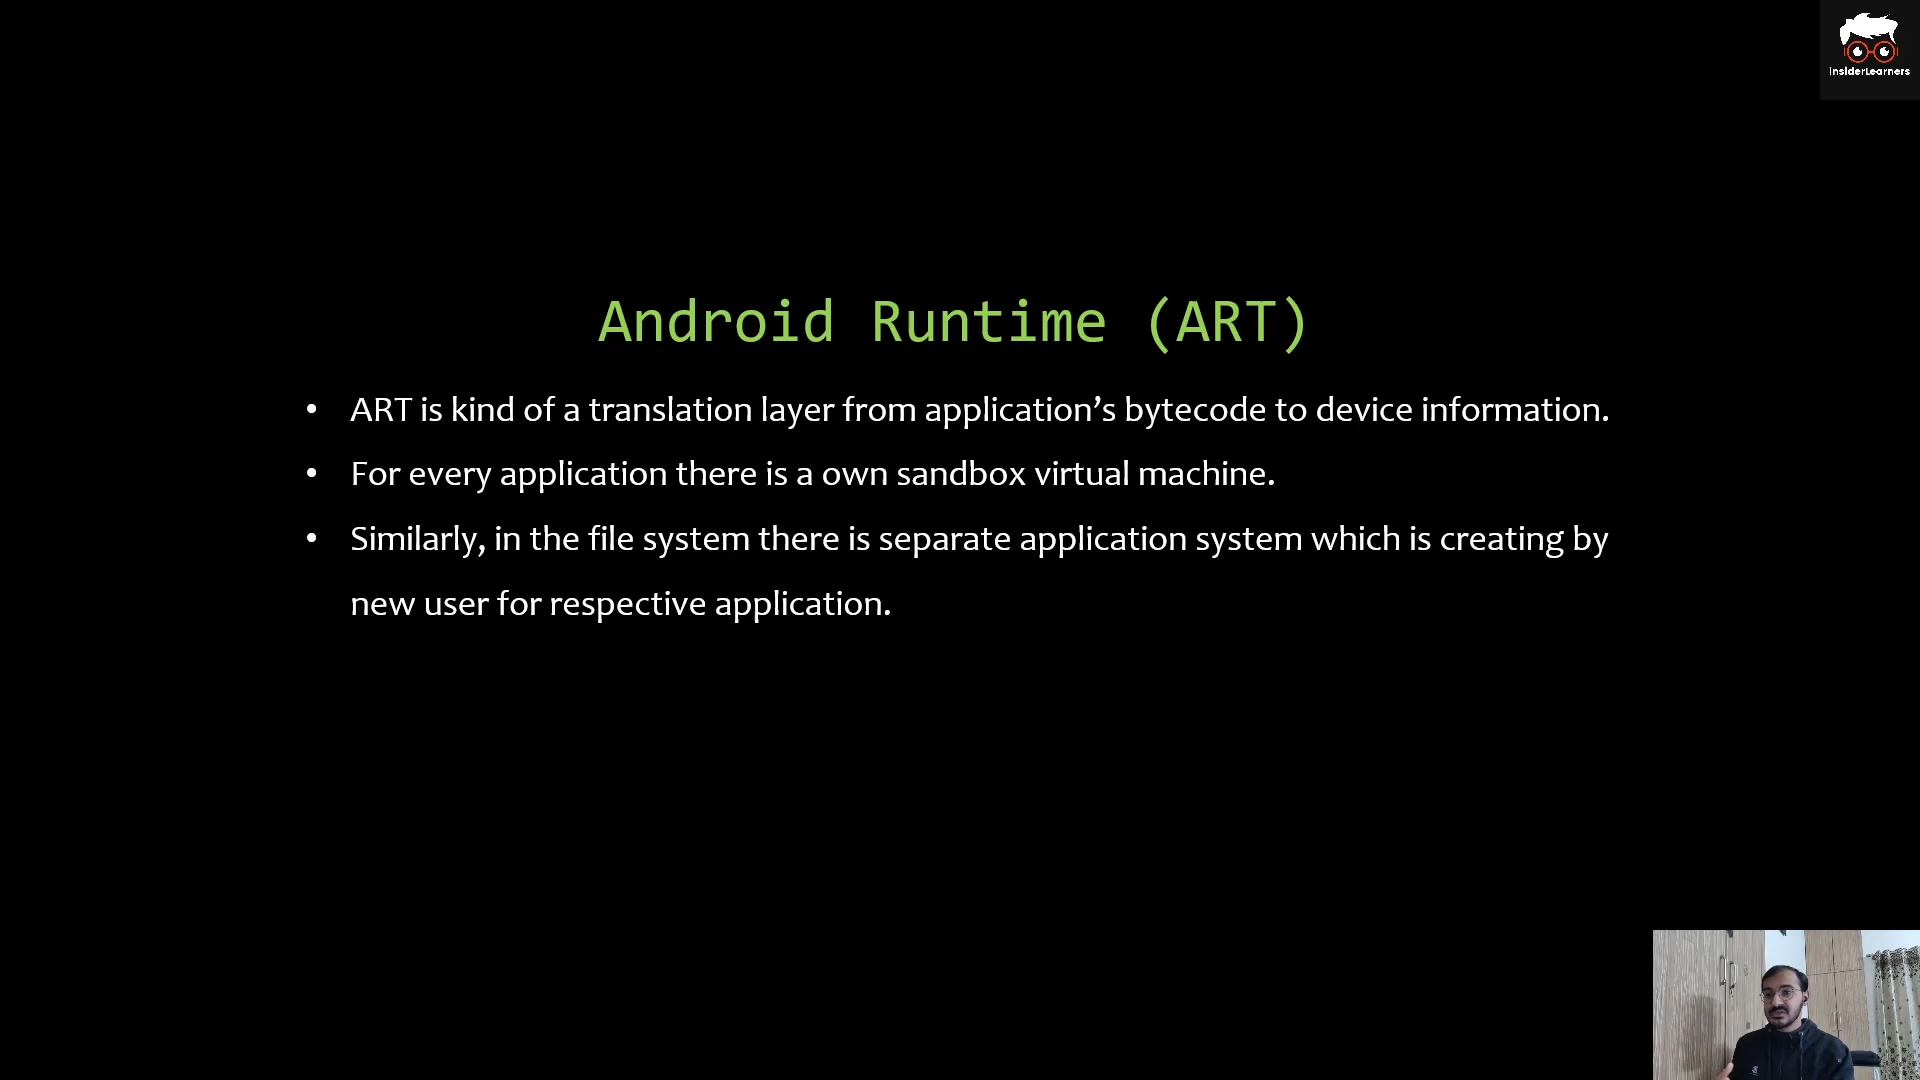 InsiderLearners
Android Runtime (ART)
• ART is kind of a translation layer from application’s bytecode to device information.
• For every application there is a own sandbox virtual machine.
• Similarly, in the file system there is separate application system which is creating by
new user for respective application.